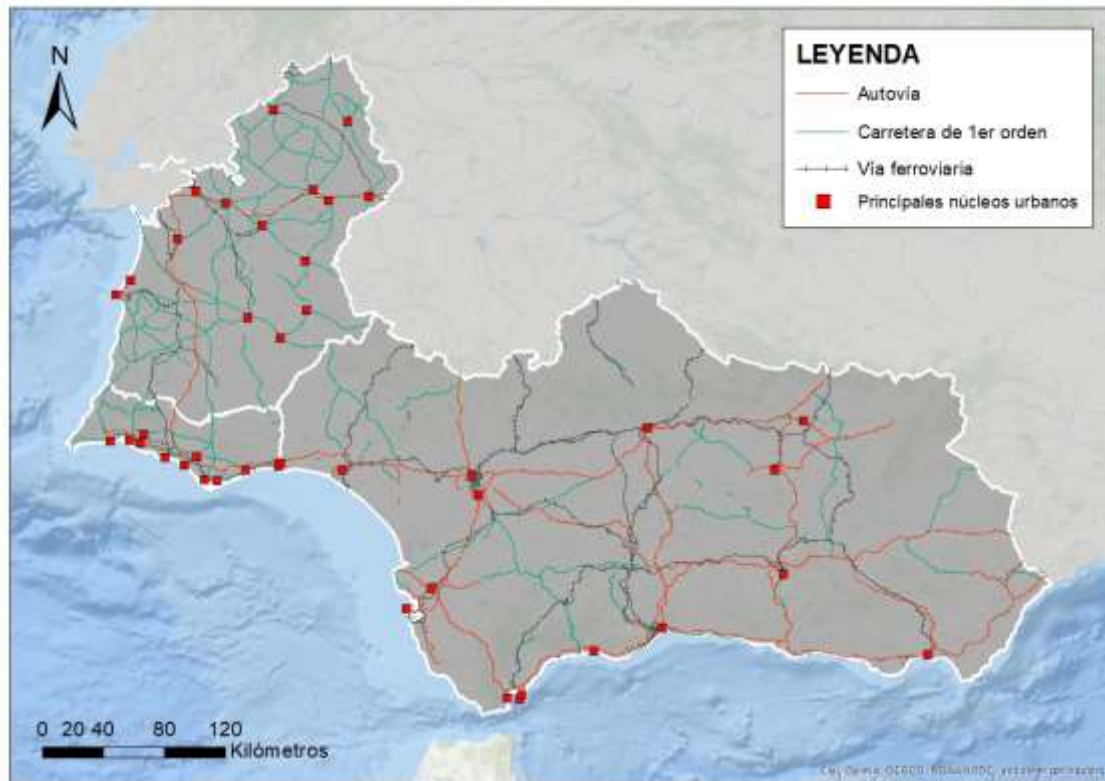 N
LEYENDA
Autovía
Carretera de 1er orden
Vía ferroviaria
Principales núcleos urbanos
0 20 40 80 120
Kilómetros